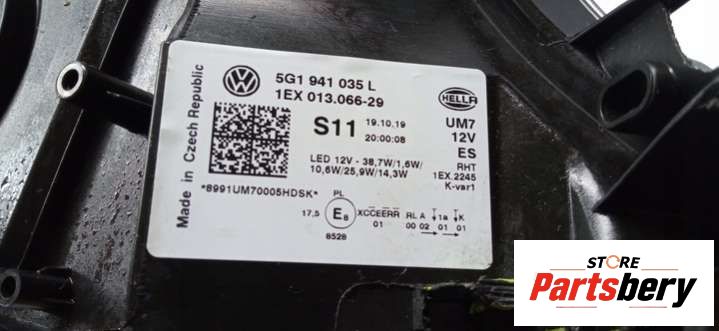 Made in Czech Republic
5G1 941 035 L
1EX 013.066-29
HELLA
S11
19.10.19
20:00:08
UM7
12V
ES
RHT
1EX.2245
K-var1
LED 12V - 38,7W/1,6W/
10,6W/25,9W/14,3W
*8991UM70005HDSK*
PL
17,5 E8 XCCEERR RL A 1a K
01 00 02 01 01
8528
STORE
Partsbery